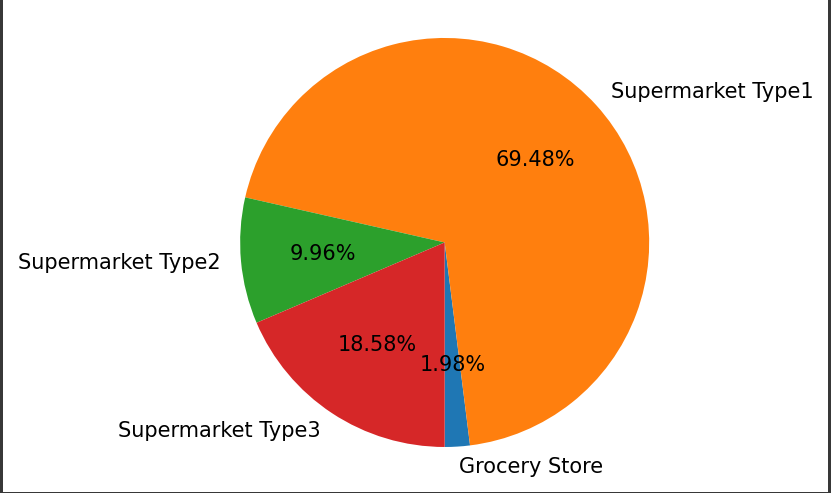 Supermarket Type1
69.48%
Supermarket Type2
9.96%
18.58%
1.98%
Supermarket Type3
Grocery Store